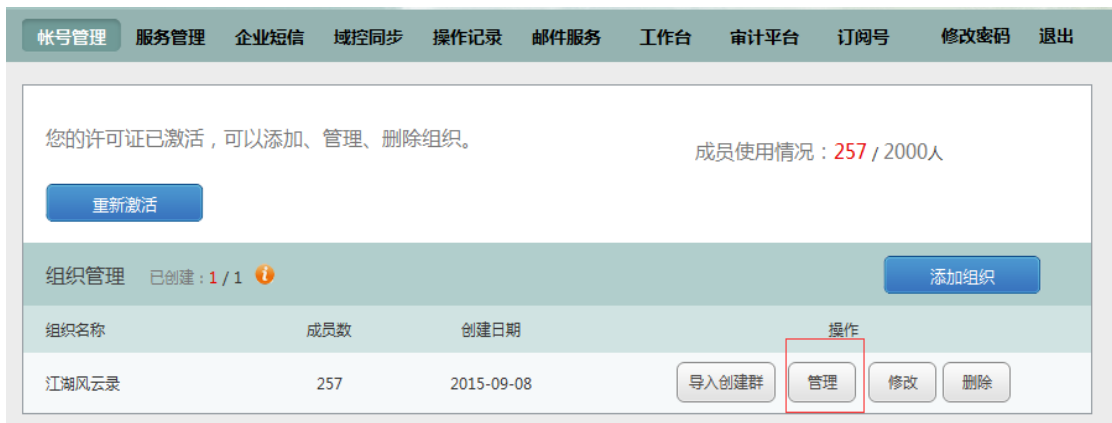 帐号管理 服务管理 企业短信 域控同步 操作记录 邮件服务 工作台 审计平台 订阅号 修改密码 退出
您的许可证已激活，可以添加、管理、删除组织。
成员使用情况：257 / 2000人
重新激活
组织管理 已创建：1 / 1 添加组织
组织名称 成员数 创建日期 操作
江湖风云录 257 2015-09-08 导入创建群 管理 修改 删除